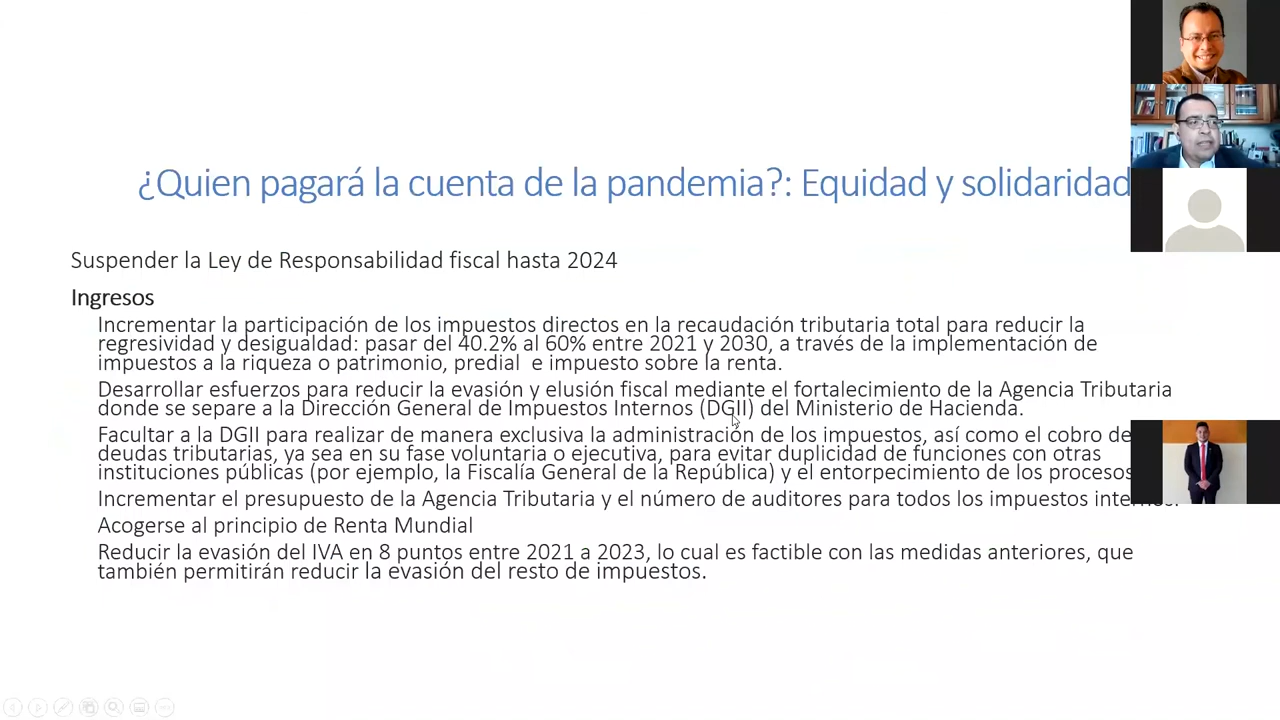 ¿Quien pagará la cuenta de la pandemia?: Equidad y solidaridad
Suspender la Ley de Responsabilidad fiscal hasta 2024
Ingresos
Incrementar la participación de los impuestos directos en la recaudación tributaria total para reducir la
regresividad y desigualdad: pasar del 40.2% al 60% entre 2021 y 2030, a través de la implementación de
impuestos a la riqueza o patrimonio, predial e impuesto sobre la renta.
Desarrollar esfuerzos para reducir la evasión y elusión fiscal mediante el fortalecimiento de la Agencia Tributaria
donde se separe a la Dirección General de Impuestos Internos (DGII) del Ministerio de Hacienda.
Facultar a la DGII para realizar de manera exclusiva la administración de los impuestos, así como el cobro de
deudas tributarias, ya sea en su fase voluntaria o ejecutiva, para evitar duplicidad de funciones con otras
instituciones públicas (por ejemplo, la Fiscalía General de la República) y el entorpecimiento de los procesos
Incrementar el presupuesto de la Agencia Tributaria y el número de auditores para todos los impuestos internos.
Acogerse al principio de Renta Mundial
Reducir la evasión del IVA en 8 puntos entre 2021 a 2023, lo cual es factible con las medidas anteriores, que
también permitirán reducir la evasión del resto de impuestos.